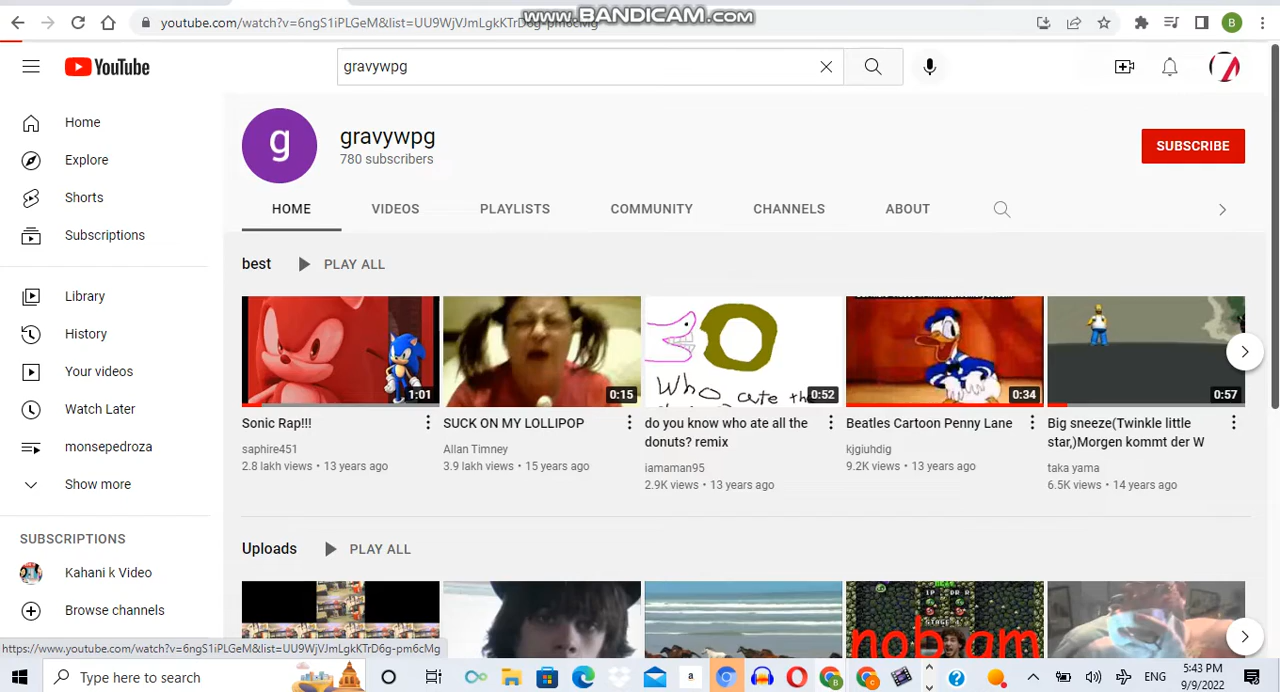 youtube.com/watch?v=6ngS1iPLGeM&list=UU9WjVJmLgkKTrD6g-pm6cMg
www.BANDICAM.com
B
YouTube
gravywpg
Home
Explore
Shorts
Subscriptions
Library
History
Your videos
Watch Later
monsepedroza
Show more
SUBSCRIPTIONS
Kahani k Video
Browse channels
g
gravywpg
780 subscribers
SUBSCRIBE
HOME VIDEOS PLAYLISTS COMMUNITY CHANNELS ABOUT
best PLAY ALL
1:01
Sonic Rap!!!
saphire451
2.8 lakh views • 13 years ago
0:15
SUCK ON MY LOLLIPOP
Allan Timney
3.9 lakh views • 15 years ago
Who ate the
0:52
do you know who ate all the
donuts? remix
iamaman95
2.9K views • 13 years ago
0:34
Beatles Cartoon Penny Lane
kjgiuhdig
9.2K views • 13 years ago
0:57
Big sneeze(Twinkle little
star,)Morgen kommt der W
taka yama
6.5K views • 14 years ago
Uploads PLAY ALL
nob am
https://www.youtube.com/watch?v=6ngS1iPLGeM&list=UU9WjVJmLgkKTrD6g-pm6cMg
Type here to search
a
ENG
5:43 PM
9/9/2022